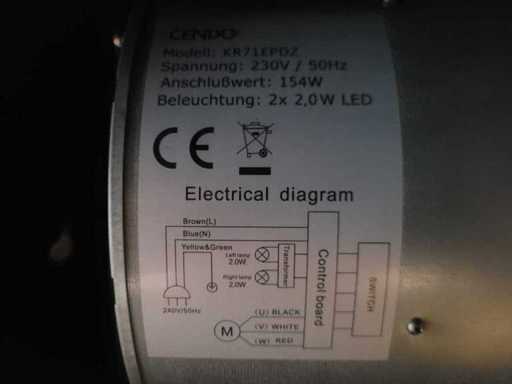 CENDO
Modell: KR71EPDZ
Spannung: 230V / 50Hz
Anschlußwert: 154W
Beleuchtung: 2x 2,0W LED
CE
Electrical diagram
Brown(L)
Blue(N)
Yellow&Green
Left lamp
2.0W
Right lamp
2.0W
Transformer
Control board
SWITCH
240V/50Hz
M
(U) BLACK
(V) WHITE
(W) RED